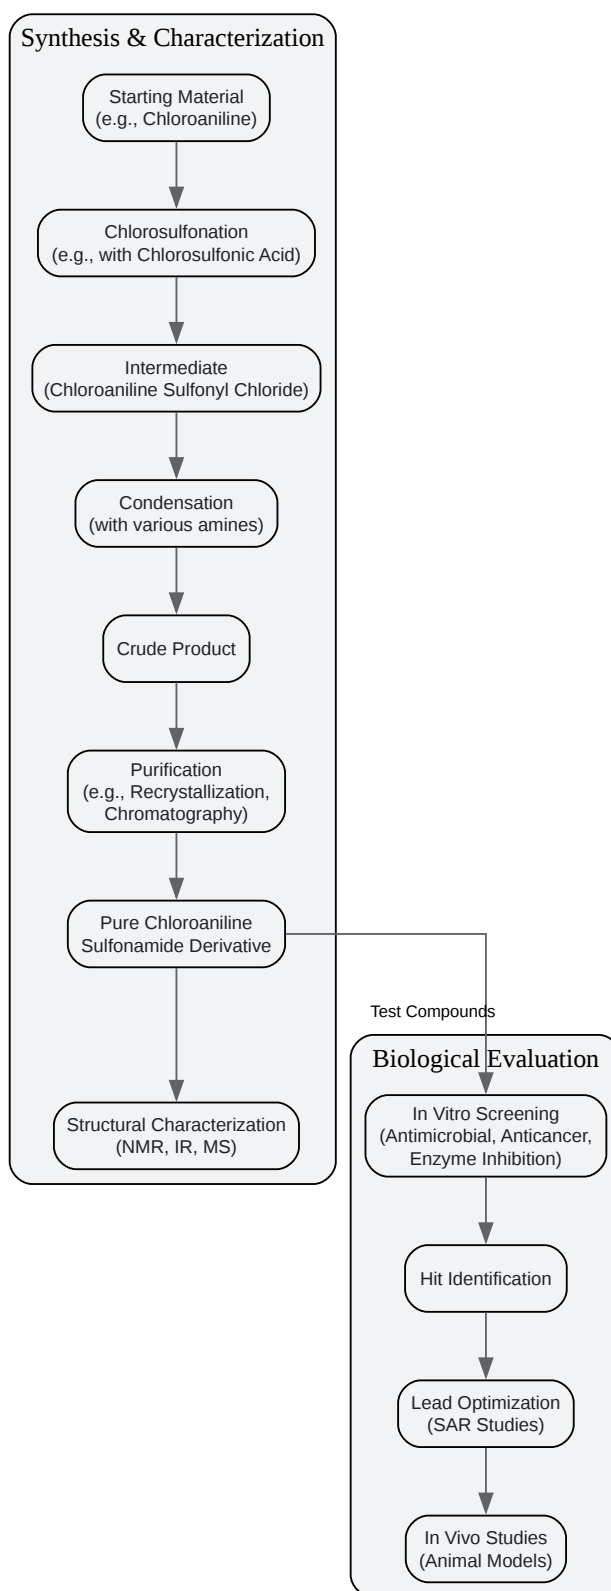 Synthesis & Characterization
Starting Material
(e.g., Chloroaniline)
Chlorosulfonation
(e.g., with Chlorosulfonic Acid)
Intermediate
(Chloroaniline Sulfonyl Chloride)
Condensation
(with various amines)
Crude Product
Purification
(e.g., Recrystallization,
Chromatography)
Pure Chloroaniline
Sulfonamide Derivative
Structural Characterization
(NMR, IR, MS)
Test Compounds
Biological Evaluation
In Vitro Screening
(Antimicrobial, Anticancer,
Enzyme Inhibition)
Hit Identification
Lead Optimization
(SAR Studies)
In Vivo Studies
(Animal Models)